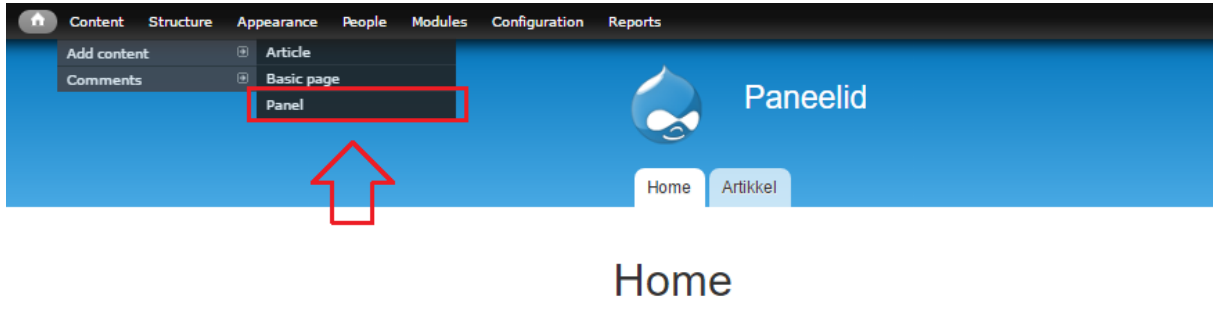 Content Structure Appearance People Modules Configuration Reports
Add content
Comments
Article
Basic page
Panel
Paneelid
Home Artikkel
Home